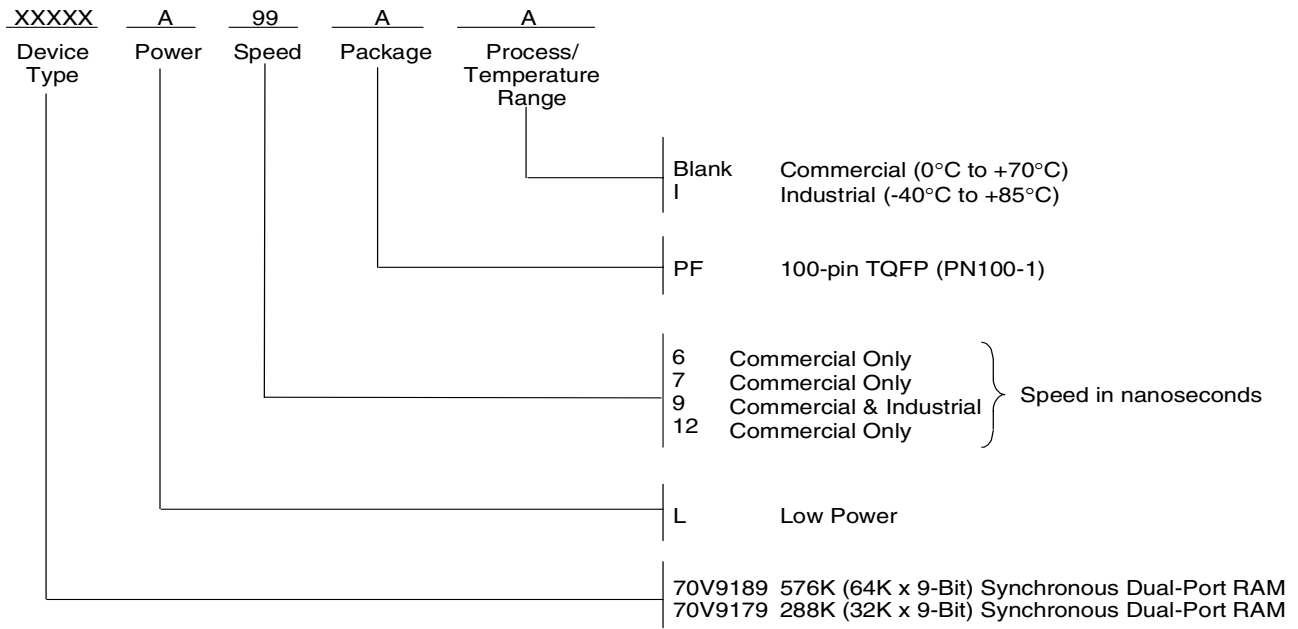 XXXXX A 99 A A
Device Power Speed Package Process/
Type Temperature
Range
Blank Commercial (0°C to +70°C)
I Industrial (-40°C to +85°C)
PF 100-pin TQFP (PN100-1)
6 Commercial Only
7 Commercial Only
Speed in nanoseconds
9 Commercial & Industrial
12 Commercial Only
L Low Power
70V9189 576K (64K x 9-Bit) Synchronous Dual-Port RAM
70V9179 288K (32K x 9-Bit) Synchronous Dual-Port RAM